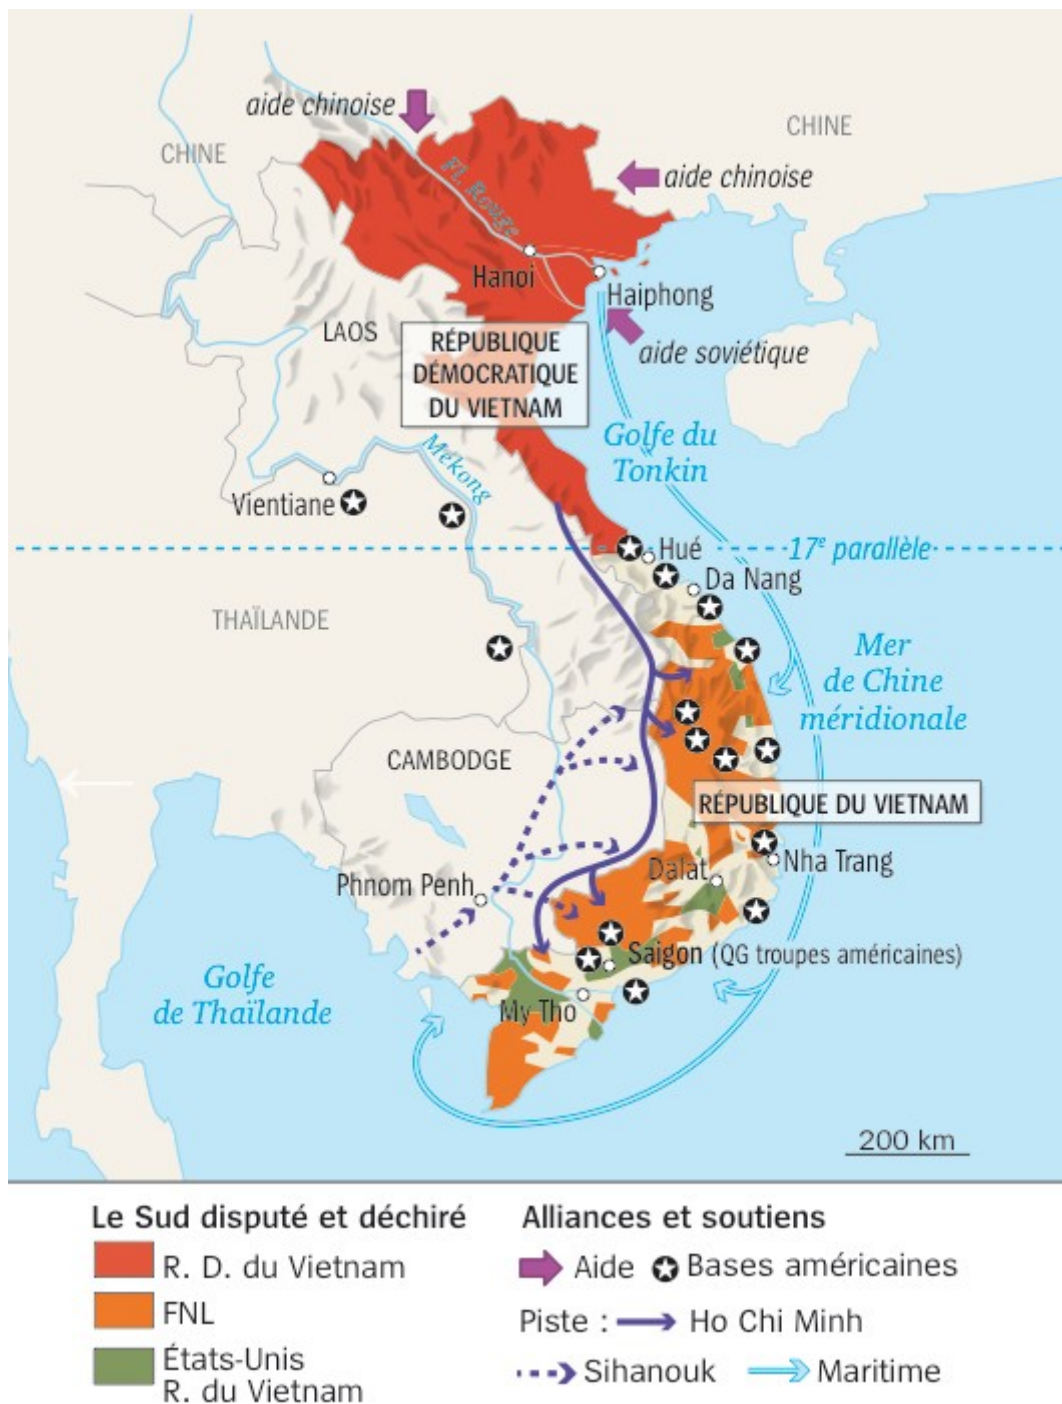 aide chinoise
CHINE
CHINE
aide chinoise
Fl. Rouge
Hanoi
Haiphong
LAOS
RÉPUBLIQUE
DÉMOCRATIQUE
DU VIETNAM
aide soviétique
Golfe du
Tonkin
Mékong
Vientiane
17e parallèle
Hué
Da Nang
THAÏLANDE
Mer
de Chine
méridionale
CAMBODGE
RÉPUBLIQUE DU VIETNAM
Nha Trang
Dalat
Phnom Penh
Saigon (QG troupes américaines)
Golfe
de Thaïlande
My Tho
200 km
Le Sud disputé et déchiré
R. D. du Vietnam
FNL
États-Unis
R. du Vietnam
Alliances et soutiens
Aide
Bases américaines
Piste :
Ho Chi Minh
Sihanouk
Maritime